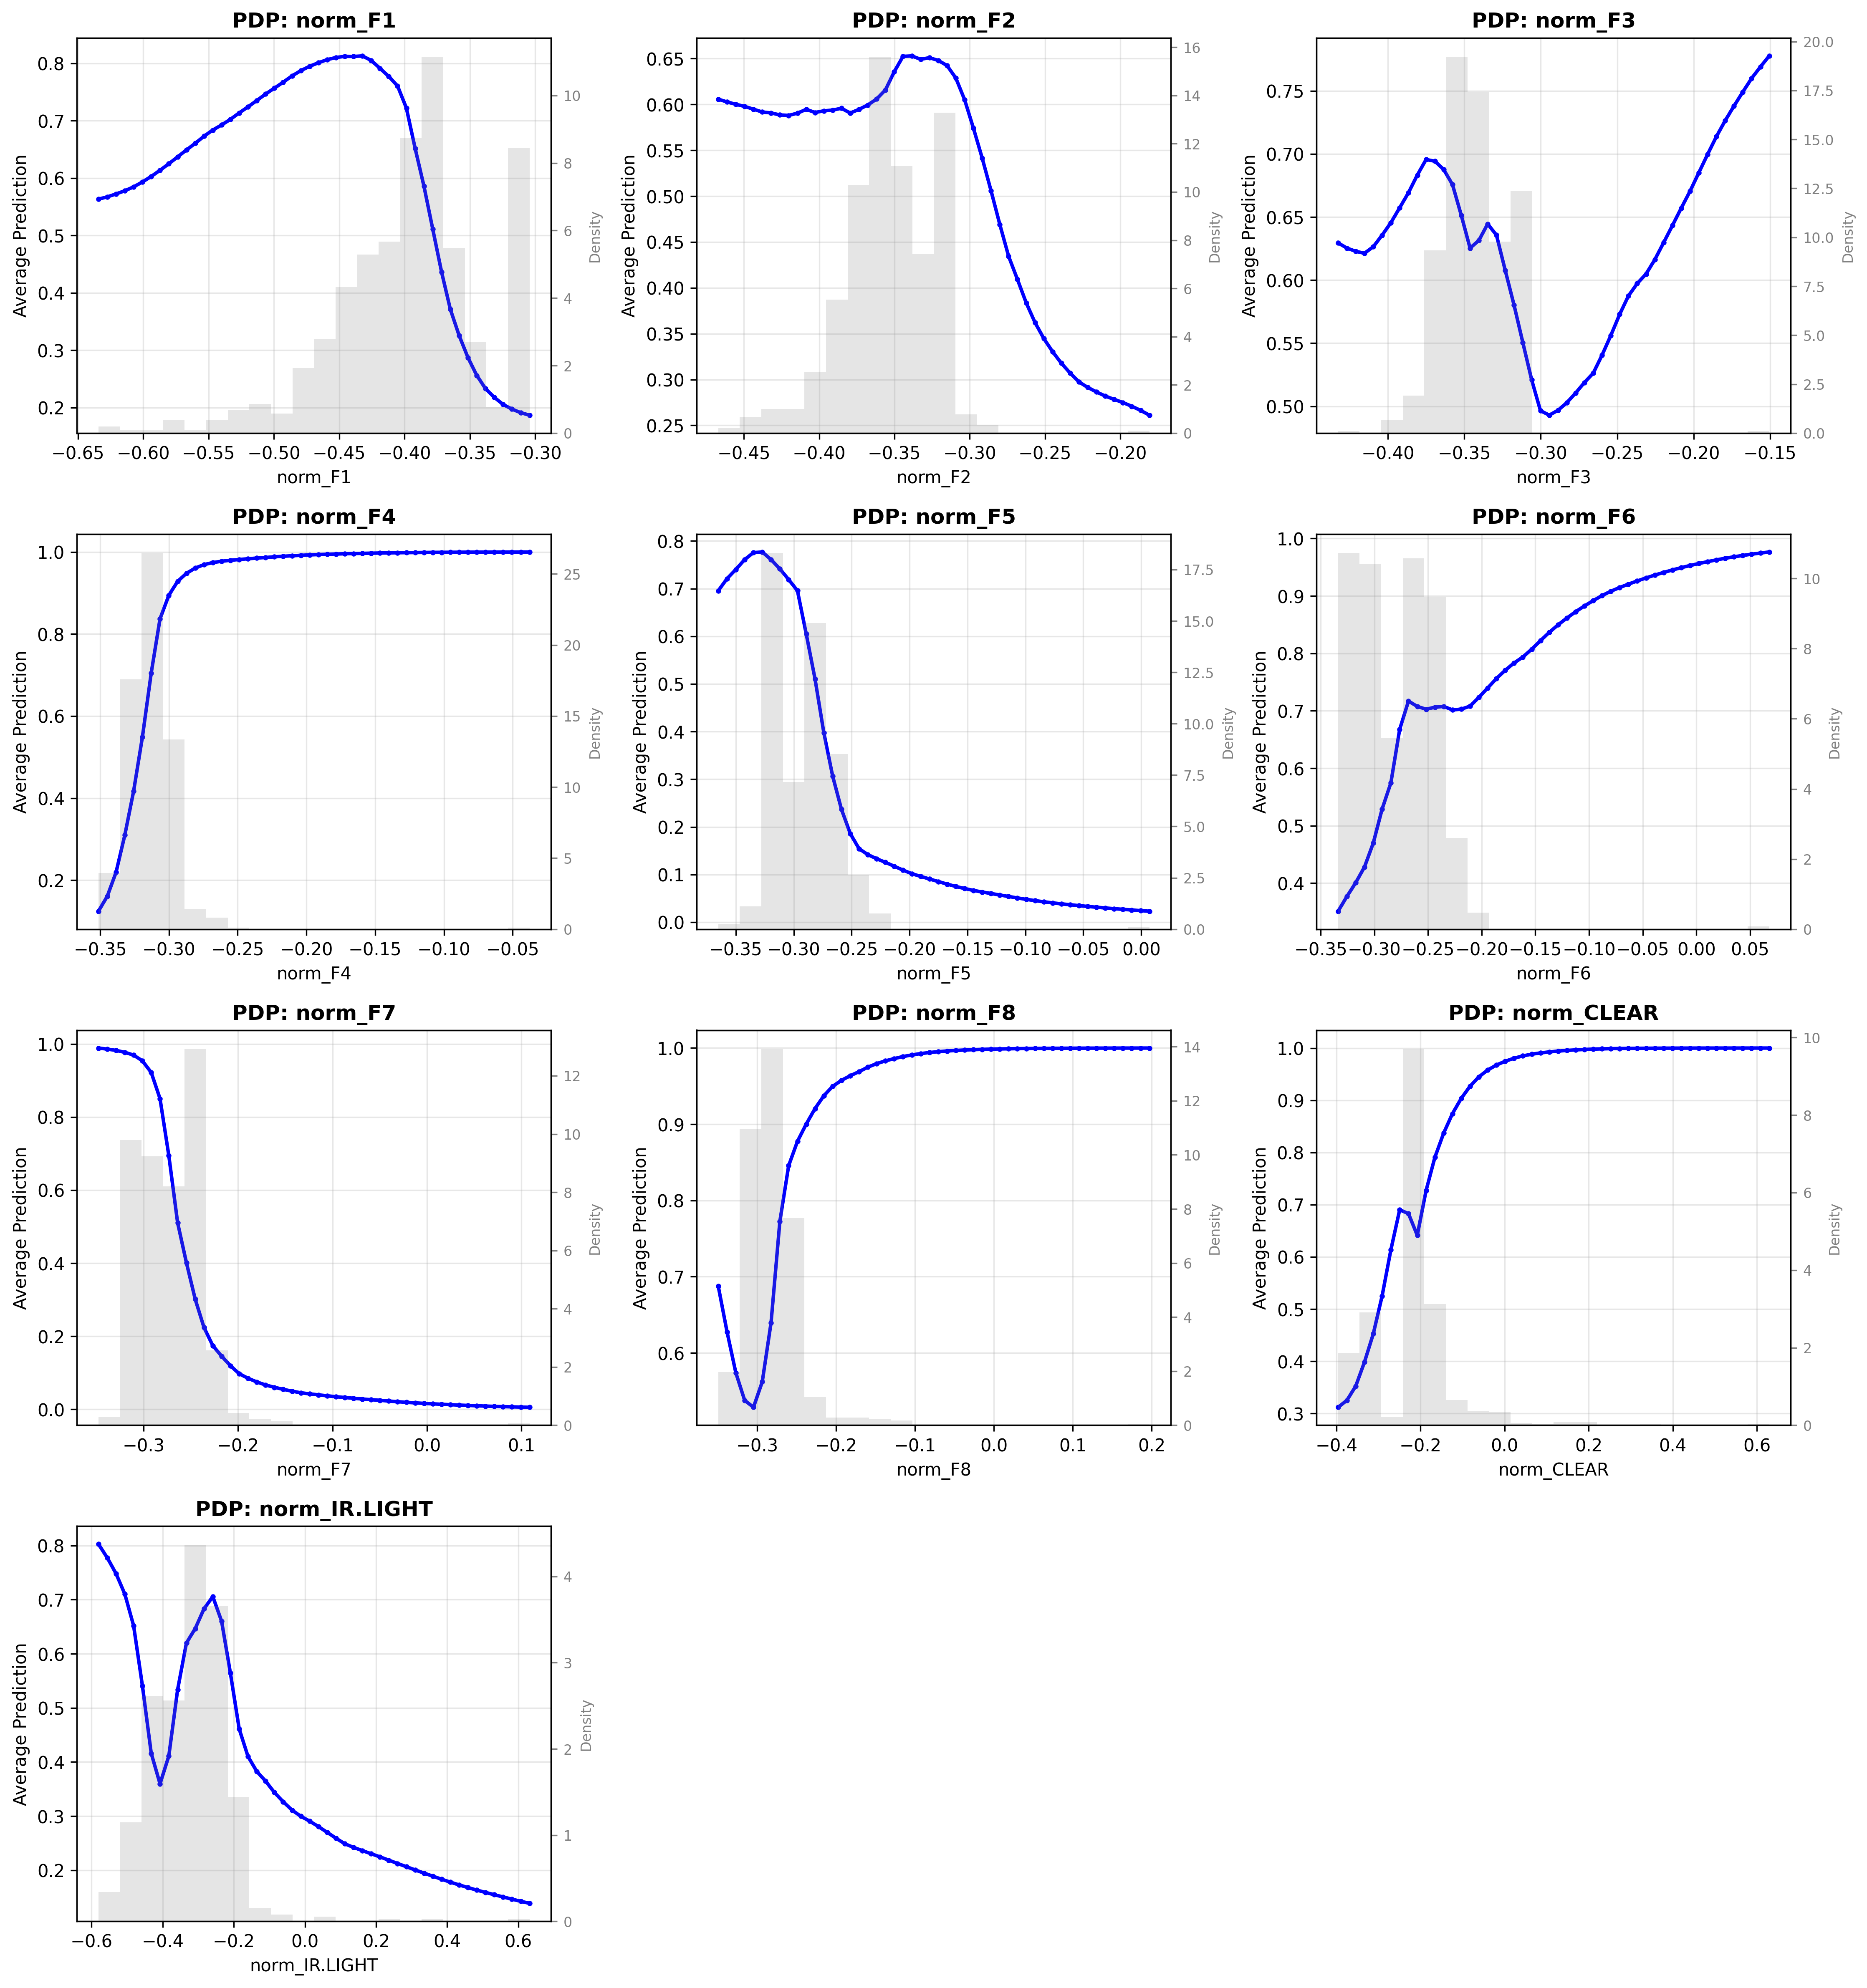 PDP: norm_F1
Average Prediction
0.8
0.7
0.6
0.5
0.4
0.3
0.2
−0.65 −0.60 −0.55 −0.50 −0.45 −0.40 −0.35 −0.30
norm_F1
10
8
6
4
2
0
Density
PDP: norm_F2
Average Prediction
0.65
0.60
0.55
0.50
0.45
0.40
0.35
0.30
0.25
−0.45 −0.40 −0.35 −0.30 −0.25 −0.20
norm_F2
16
14
12
10
8
6
4
2
0
Density
PDP: norm_F3
Average Prediction
0.75
0.70
0.65
0.60
0.55
0.50
−0.40 −0.35 −0.30 −0.25 −0.20 −0.15
norm_F3
20.0
17.5
15.0
12.5
10.0
7.5
5.0
2.5
0.0
Density
PDP: norm_F4
Average Prediction
1.0
0.8
0.6
0.4
0.2
−0.35 −0.30 −0.25 −0.20 −0.15 −0.10 −0.05
norm_F4
25
20
15
10
5
0
Density
PDP: norm_F5
Average Prediction
0.8
0.7
0.6
0.5
0.4
0.3
0.2
0.1
0.0
−0.35 −0.30 −0.25 −0.20 −0.15 −0.10 −0.05 0.00
norm_F5
17.5
15.0
12.5
10.0
7.5
5.0
2.5
0.0
Density
PDP: norm_F6
Average Prediction
1.0
0.9
0.8
0.7
0.6
0.5
0.4
−0.35 −0.30 −0.25 −0.20 −0.15 −0.10 −0.05 0.00 0.05
norm_F6
10
8
6
4
2
0
Density
PDP: norm_F7
Average Prediction
1.0
0.8
0.6
0.4
0.2
0.0
−0.3 −0.2 −0.1 0.0 0.1
norm_F7
12
10
8
6
4
2
0
Density
PDP: norm_F8
Average Prediction
1.0
0.9
0.8
0.7
0.6
−0.3 −0.2 −0.1 0.0 0.1 0.2
norm_F8
14
12
10
8
6
4
2
0
Density
PDP: norm_CLEAR
Average Prediction
1.0
0.9
0.8
0.7
0.6
0.5
0.4
0.3
−0.4 −0.2 0.0 0.2 0.4 0.6
norm_CLEAR
10
8
6
4
2
0
Density
PDP: norm_IR.LIGHT
Average Prediction
0.8
0.7
0.6
0.5
0.4
0.3
0.2
−0.6 −0.4 −0.2 0.0 0.2 0.4 0.6
norm_IR.LIGHT
4
3
2
1
0
Density